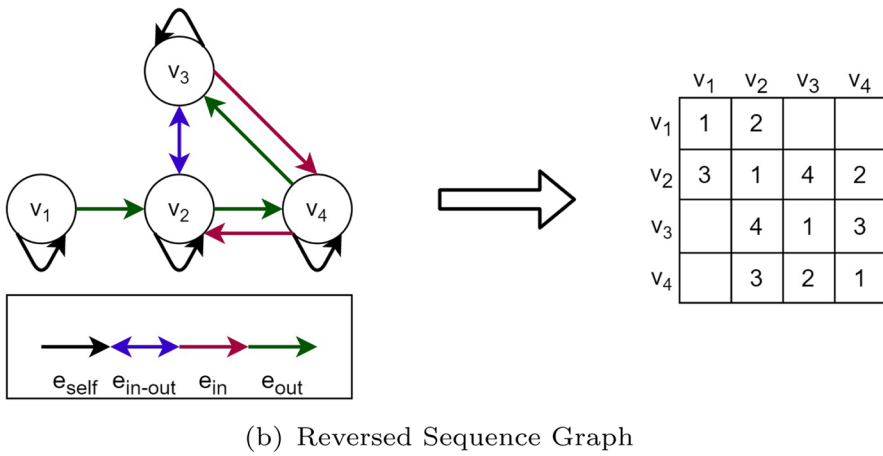 v3
v1 v2 v4
eself ein-out ein eout
v1 v2 v3 v4
v1 1 2
v2 3 1 4 2
v3 4 1 3
v4 3 2 1
(b) Reversed Sequence Graph